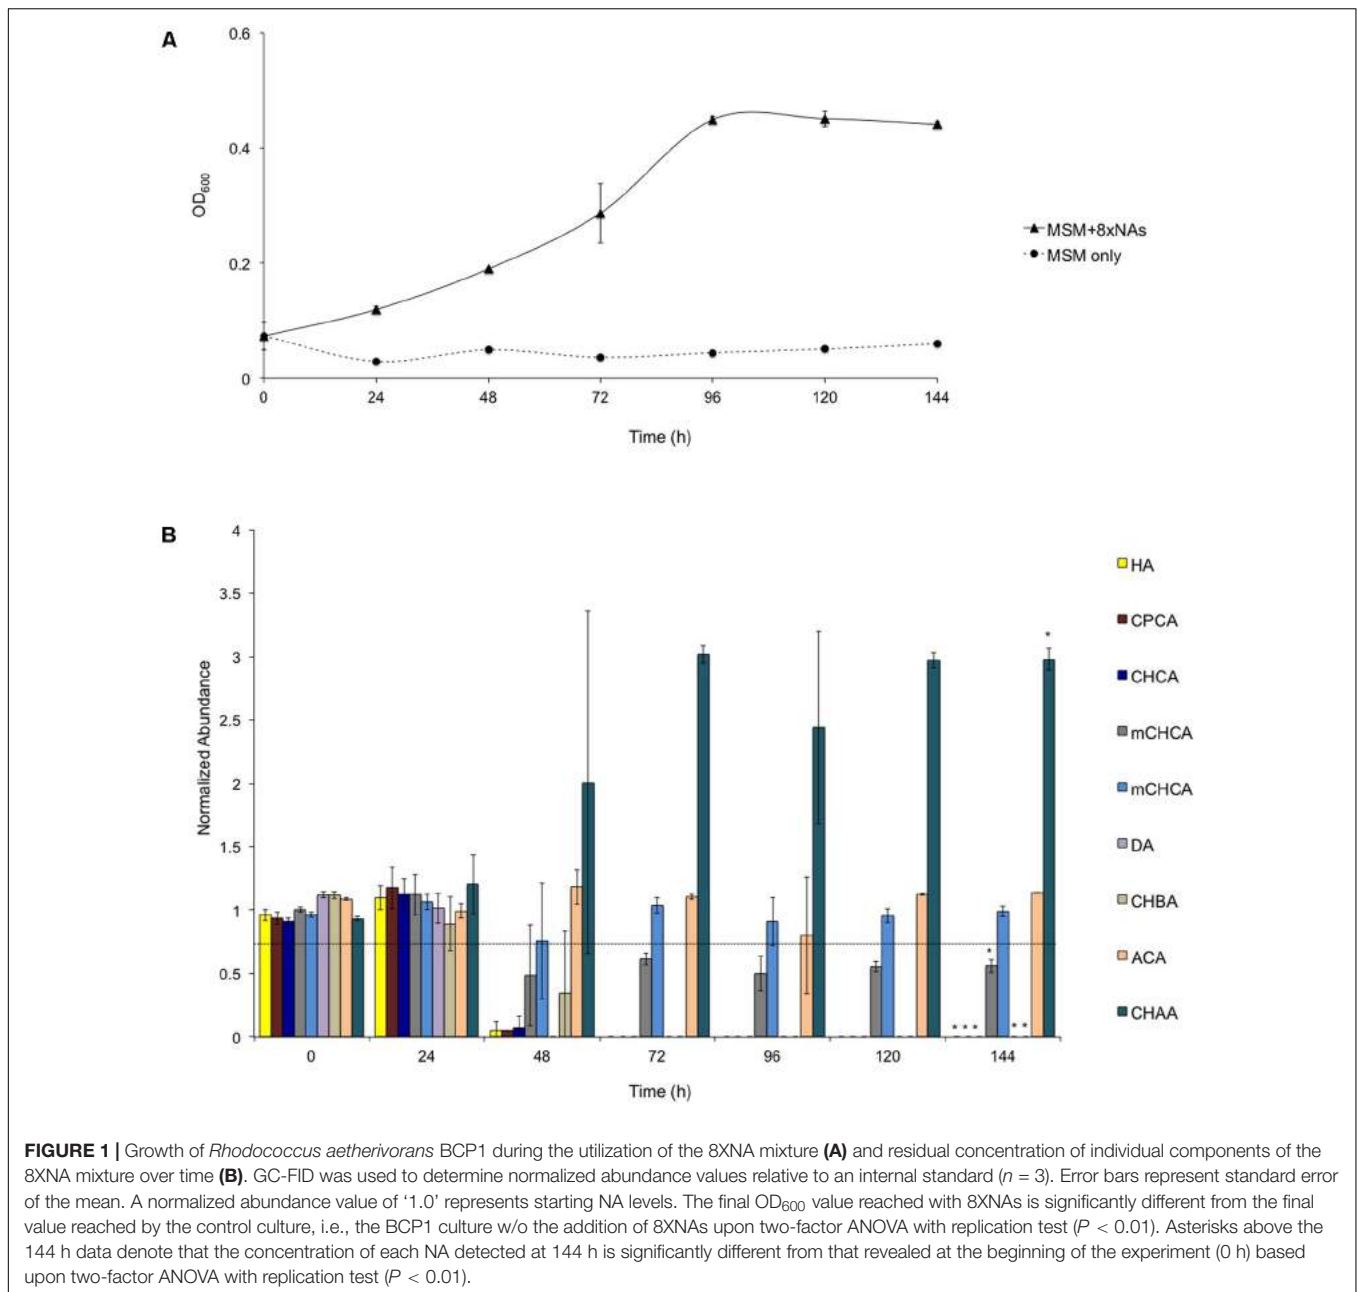 A
0.6
0.4
0.2
0
OD600
0
24
48
72
96
120
144
Time (h)
MSM+8xNAs
MSM only
B
4
3.5
3
2.5
2
1.5
1
0.5
0
Normalized Abundance
*
*
* * *
* *
0
24
48
72
96
120
144
Time (h)
HA
CPCA
CHCA
mCHCA
mCHCA
DA
CHBA
ACA
CHAA
FIGURE 1 | Growth of Rhodococcus aetherivorans BCP1 during the utilization of the 8XNA mixture (A) and residual concentration of individual components of the
8XNA mixture over time (B). GC-FID was used to determine normalized abundance values relative to an internal standard (n = 3). Error bars represent standard error
of the mean. A normalized abundance value of ‘1.0’ represents starting NA levels. The final OD600 value reached with 8XNAs is significantly different from the final
value reached by the control culture, i.e., the BCP1 culture w/o the addition of 8XNAs upon two-factor ANOVA with replication test (P < 0.01). Asterisks above the
144 h data denote that the concentration of each NA detected at 144 h is significantly different from that revealed at the beginning of the experiment (0 h) based
upon two-factor ANOVA with replication test (P < 0.01).